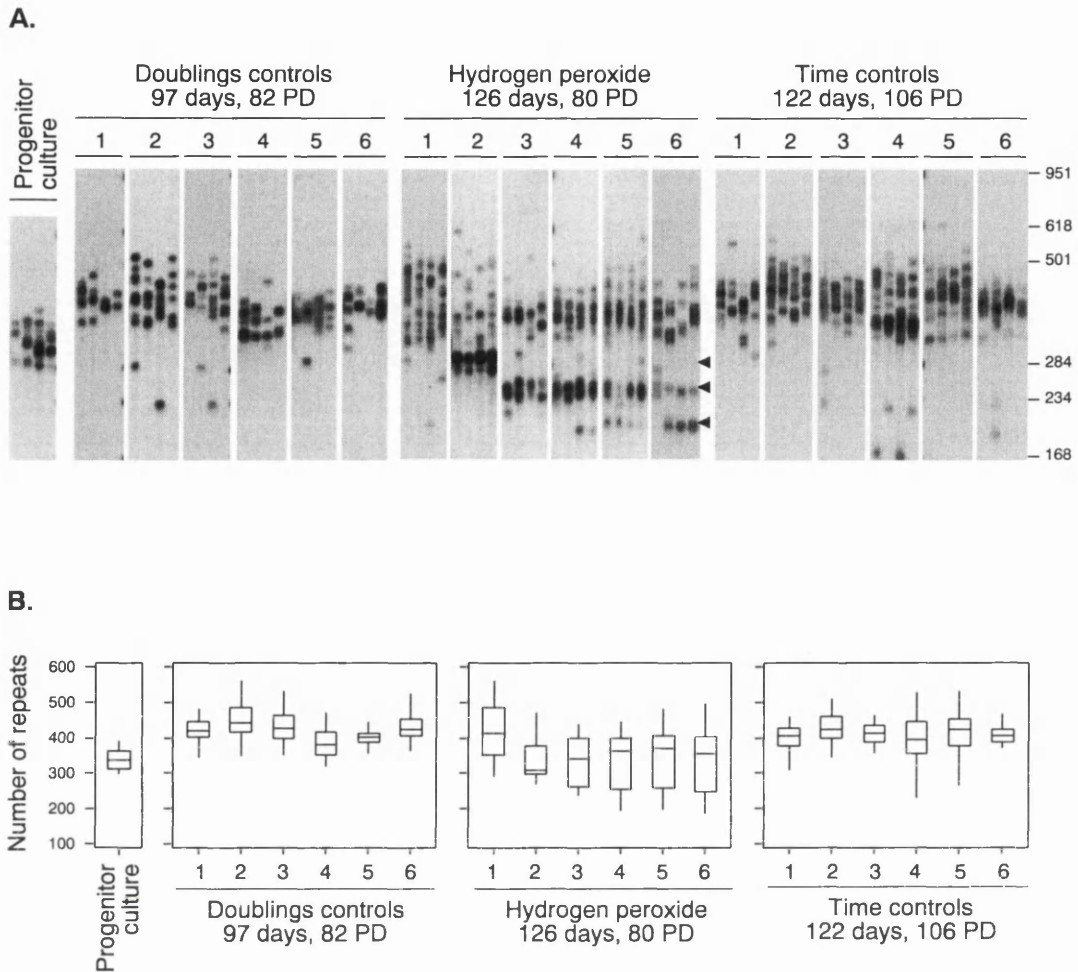 A.
Progenitor
culture
Doublings controls
97 days, 82 PD
1 2 3 4 5 6
Hydrogen peroxide
126 days, 80 PD
1 2 3 4 5 6
Time controls
122 days, 106 PD
1 2 3 4 5 6
951
618
501
284
234
168
B.
Number of repeats
600
500
400
300
200
100
Progenitor
culture
1 2 3 4 5 6
Doublings controls
97 days, 82 PD
1 2 3 4 5 6
Hydrogen peroxide
126 days, 80 PD
1 2 3 4 5 6
Time controls
122 days, 106 PD